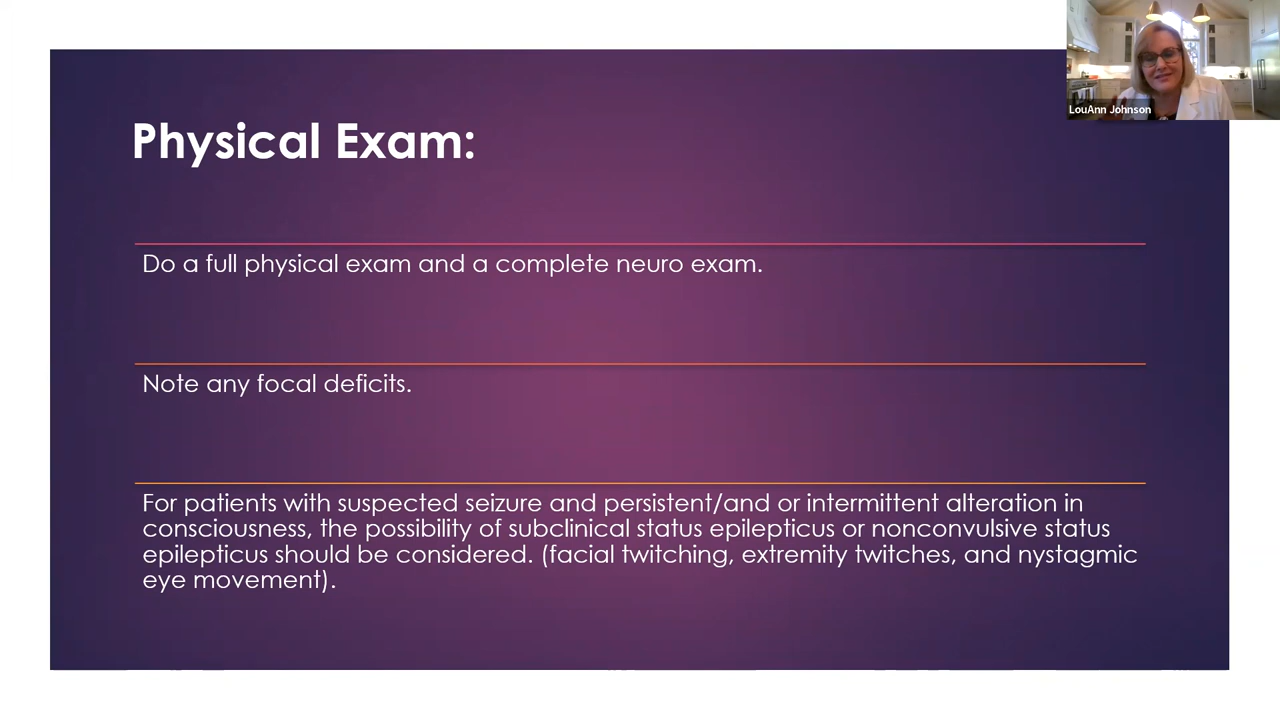 LouAnn Johnson
Physical Exam:
Do a full physical exam and a complete neuro exam.
Note any focal deficits.
For patients with suspected seizure and persistent/and or intermittent alteration in
consciousness, the possibility of subclinical status epilepticus or nonconvulsive status
epilepticus should be considered. (facial twitching, extremity twitches, and nystagmic
eye movement).